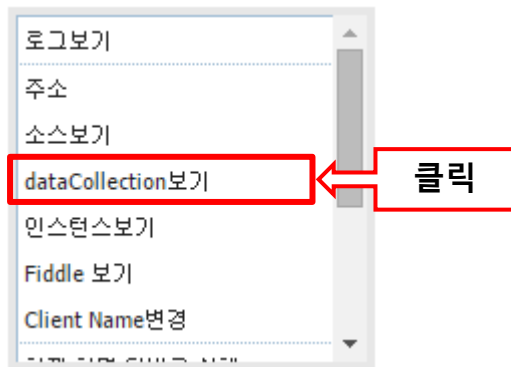 로그보기
주소
소스보기
dataCollection보기
클릭
인스턴스보기
Fiddle 보기
Client Name변경